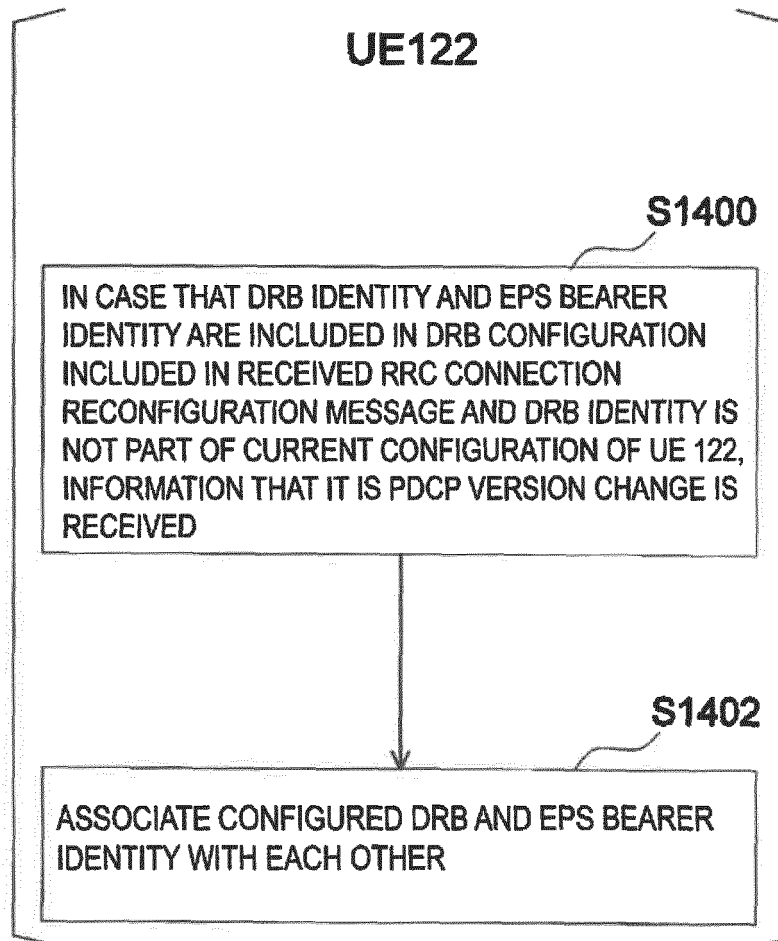 UE122
S1400
IN CASE THAT DRB IDENTITY AND EPS BEARER
IDENTITY ARE INCLUDED IN DRB CONFIGURATION
INCLUDED IN RECEIVED RRC CONNECTION
RECONFIGURATION MESSAGE AND DRB IDENTITY IS
NOT PART OF CURRENT CONFIGURATION OF UE 122,
INFORMATION THAT IT IS PDCP VERSION CHANGE IS
RECEIVED
S1402
ASSOCIATE CONFIGURED DRB AND EPS BEARER
IDENTITY WITH EACH OTHER